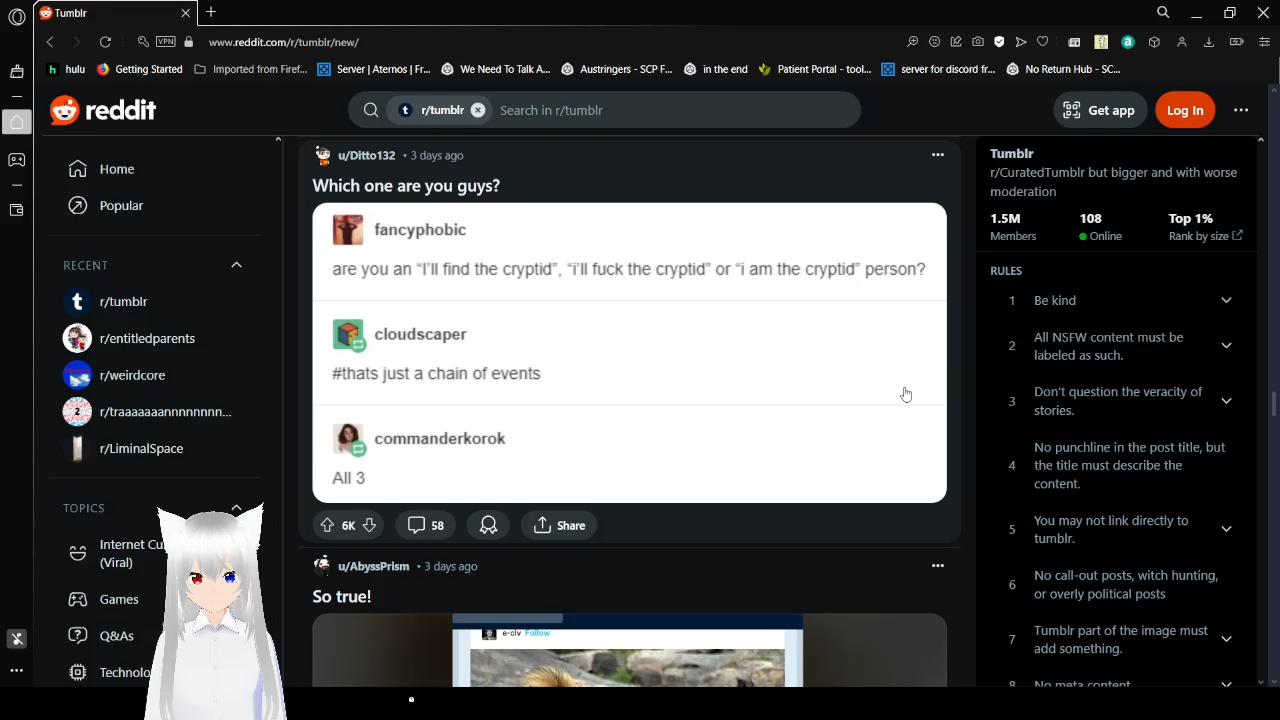 Tumblr
VPN
www.reddit.com/r/tumblr/new/
hulu
Getting Started
Imported from Firef...
Server | Aternos | Fr...
We Need To Talk A...
Austringers - SCP F...
in the end
Patient Portal - tool...
server for discord fr...
No Return Hub - SC...
reddit
r/tumblr
Search in r/tumblr
Get app
Log In
Home
Popular
RECENT
r/tumblr
r/entitledparents
r/weirdcore
r/traaaaaaannnnnnnn...
r/LiminalSpace
TOPICS
Internet Cu
(Viral)
Games
Q&As
Technolo
u/Ditto132 • 3 days ago
Which one are you guys?
fancyphobic
are you an “I’ll find the cryptid”, “i’ll fuck the cryptid” or “i am the cryptid” person?
cloudscaper
#thats just a chain of events
commanderkorok
All 3
6K
58
Share
u/AbyssPrism • 3 days ago
So true!
e-clv Follow
Tumblr
r/CuratedTumblr but bigger and with worse
moderation
1.5M 108 Top 1%
Members Online Rank by size
RULES
1 Be kind
2 All NSFW content must be
labeled as such.
3 Don't question the veracity of
stories.
4 No punchline in the post title, but
the title must describe the
content.
5 You may not link directly to
tumblr.
6 No call-out posts, witch hunting,
or overly political posts
7 Tumblr part of the image must
add something.
8 No meta content